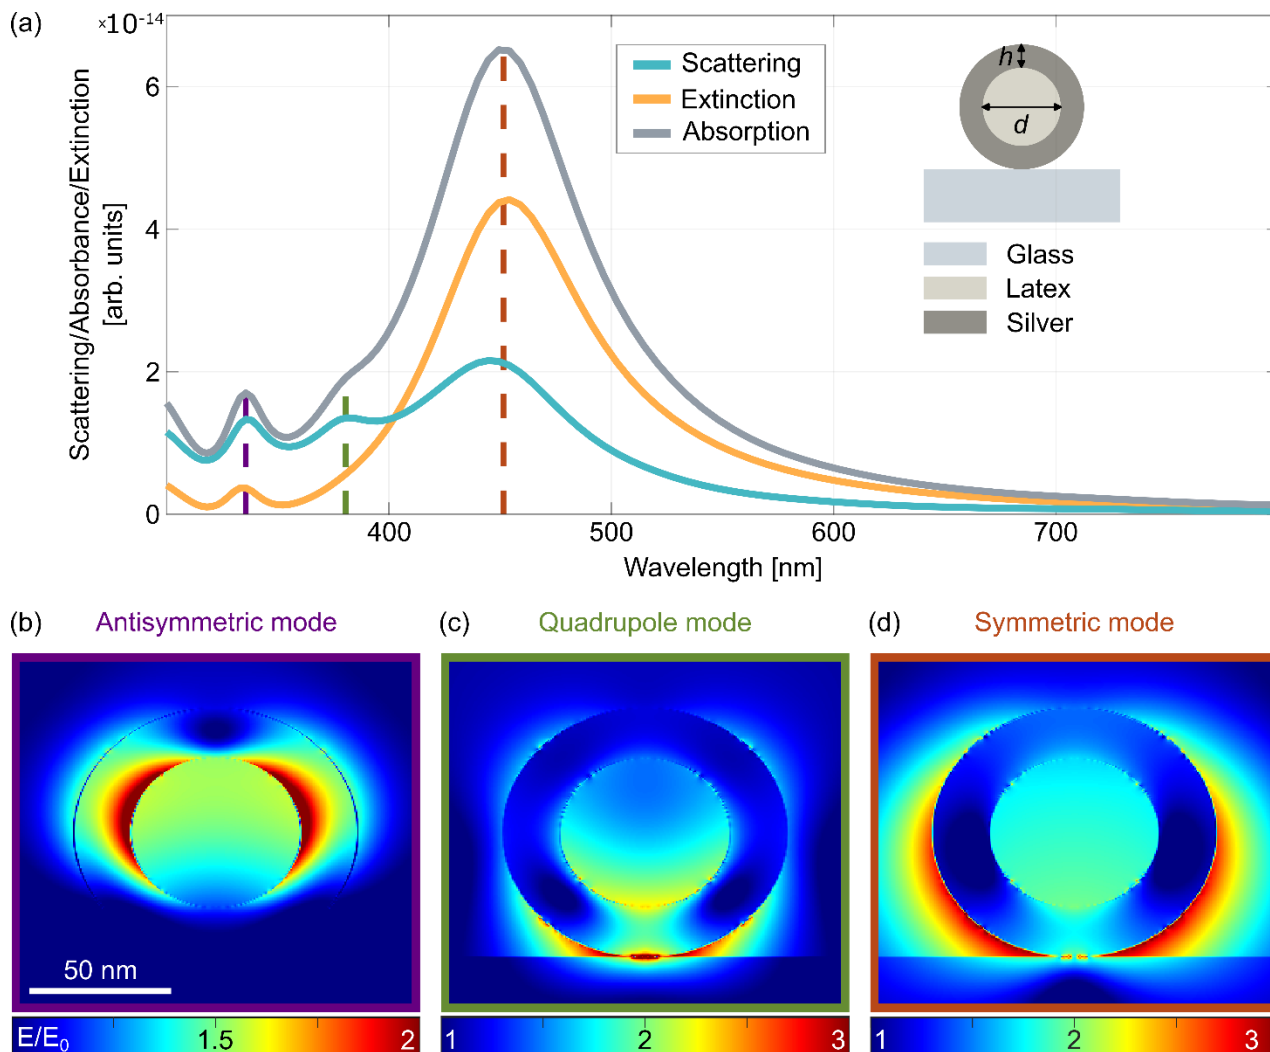 (a)
×10⁻¹⁴
6
4
2
0
Scattering/Absorbance/Extinction
[arb. units]
400
500
600
700
Wavelength [nm]
Scattering
Extinction
Absorption
h
d
Glass
Latex
Silver
(b) Antisymmetric mode
(c) Quadrupole mode
(d) Symmetric mode
50 nm
E/E₀ 1.5 2
1 2 3
1 2 3